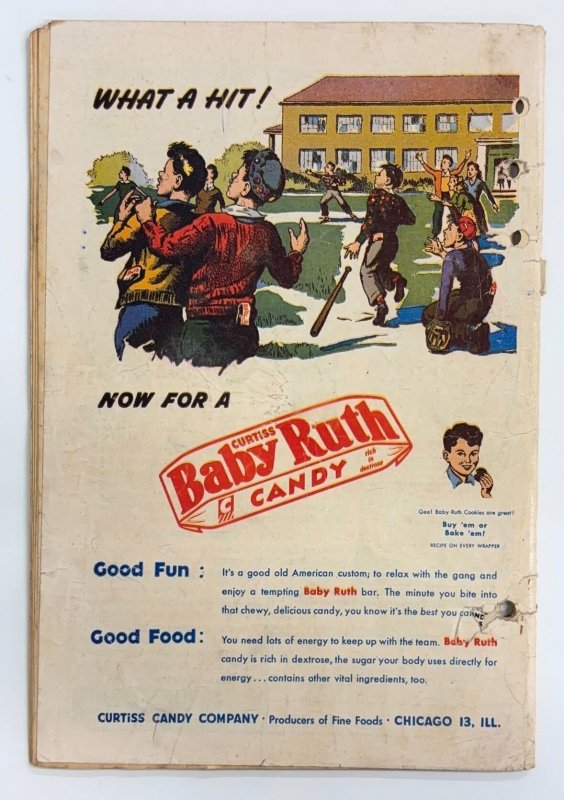 WHAT A HIT!
NOW FOR A
CURTISS
Baby Ruth
CANDY
rich
in
dextrose
Gee! Baby Ruth Cookies are great!
Buy 'em or
Bake 'em!
RECIPE ON EVERY WRAPPER
Good Fun :
It's a good old American custom; to relax with the gang and
enjoy a tempting Baby Ruth bar. The minute you bite into
that chewy, delicious candy, you know it's the best you
Good Food:
You need lots of energy to keep up with the team. Baby Ruth
candy is rich in dextrose, the sugar your body uses directly for
energy ... contains other vital ingredients, too.
CURTISS CANDY COMPANY · Producers of Fine Foods · CHICAGO 13, ILL.